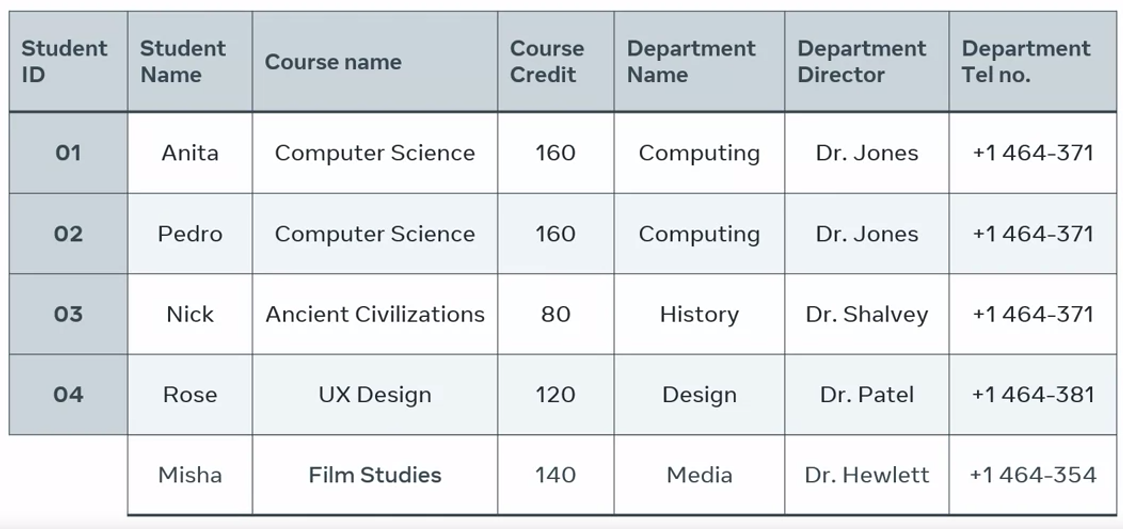 Student ID | Student Name | Course name | Course Credit | Department Name | Department Director | Department Tel no.
01 | Anita | Computer Science | 160 | Computing | Dr. Jones | +1 464-371
02 | Pedro | Computer Science | 160 | Computing | Dr. Jones | +1 464-371
03 | Nick | Ancient Civilizations | 80 | History | Dr. Shalvey | +1 464-371
04 | Rose | UX Design | 120 | Design | Dr. Patel | +1 464-381
Misha | Film Studies | 140 | Media | Dr. Hewlett | +1 464-354